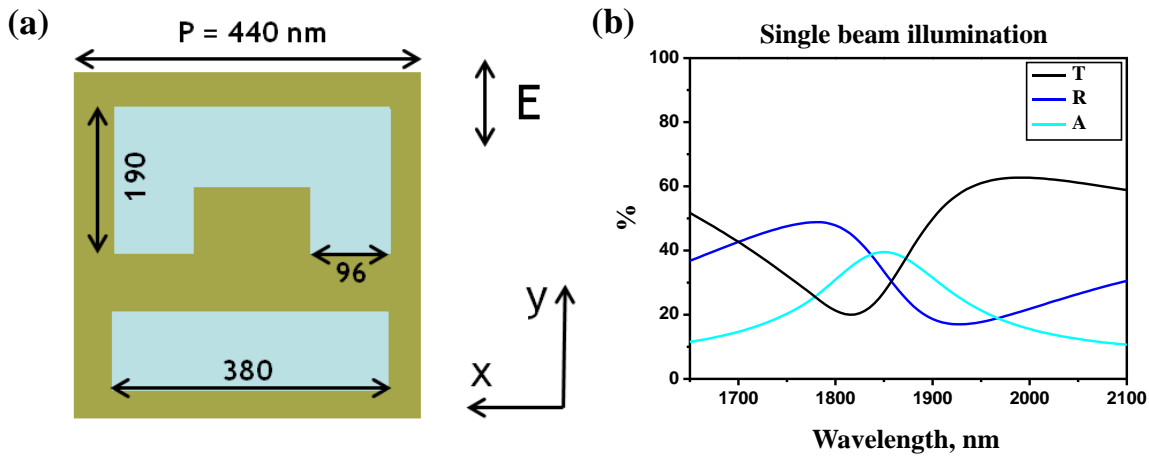 (a)
P = 440 nm
E
190
96
y
380
x
(b)
Single beam illumination
100
80
60
40
20
0
%
T
R
A
1700 1800 1900 2000 2100
Wavelength, nm